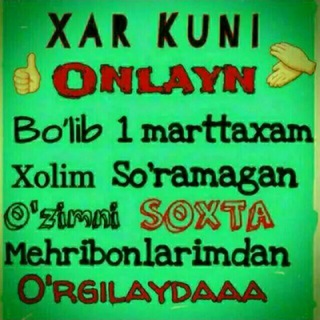 XAR KUNI
ONLAYN
Bo'lib 1 marttaxam
Xolim So'ramagan
O'zimni SOXTA
Mehribonlarimdan
O'RGILAYDAAA